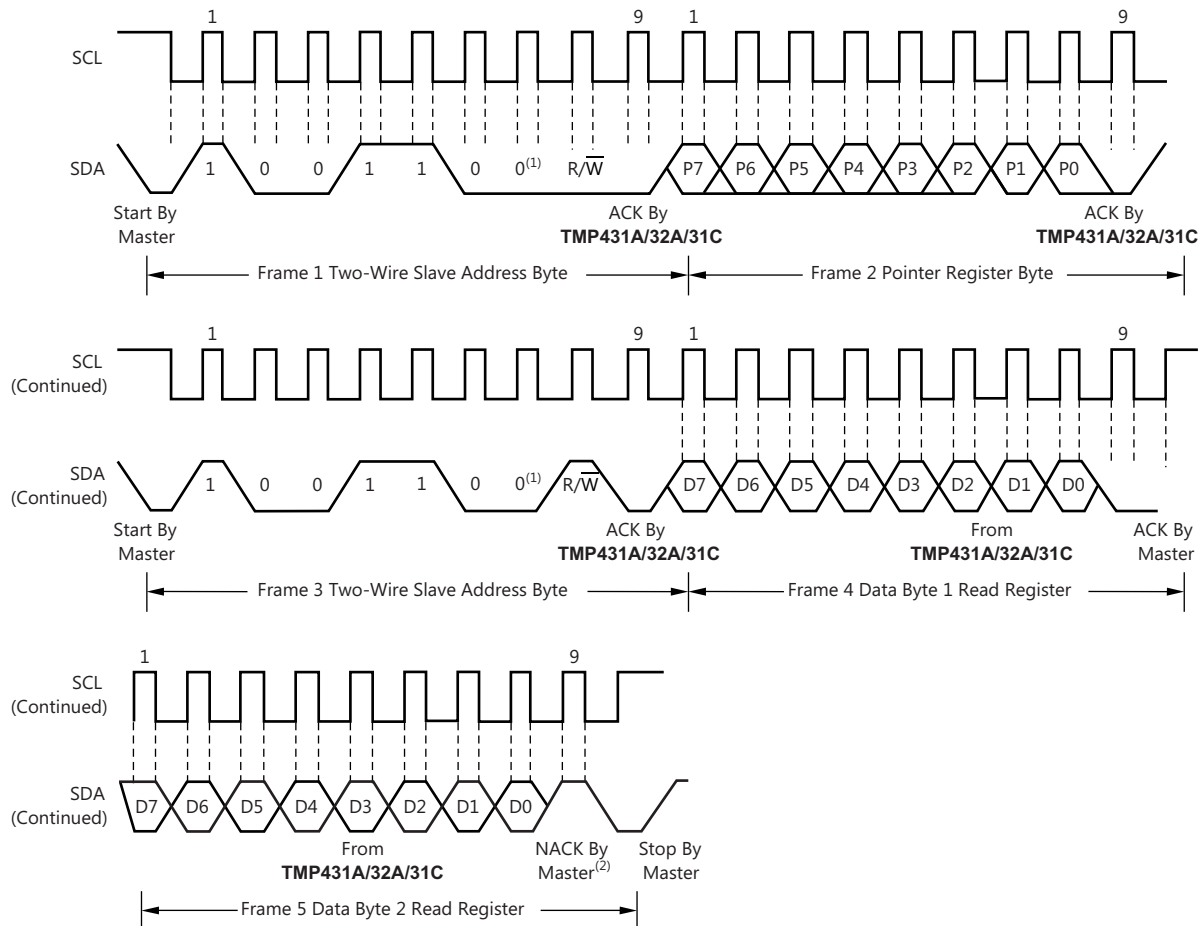 1 9 1 9
SCL
SDA 1 0 0 1 1 0 0(1) R/W̅ P7 P6 P5 P4 P3 P2 P1 P0
Start By ACK By ACK By
Master TMP431A/32A/31C TMP431A/32A/31C
Frame 1 Two-Wire Slave Address Byte Frame 2 Pointer Register Byte
1 9 1 9
SCL
(Continued)
SDA
(Continued) 1 0 0 1 1 0 0(1) R/W̅ D7 D6 D5 D4 D3 D2 D1 D0
Start By ACK By From ACK By
Master TMP431A/32A/31C TMP431A/32A/31C Master
Frame 3 Two-Wire Slave Address Byte Frame 4 Data Byte 1 Read Register
1 9
SCL
(Continued)
SDA
(Continued) D7 D6 D5 D4 D3 D2 D1 D0
From NACK By Stop By
TMP431A/32A/31C Master(2) Master
Frame 5 Data Byte 2 Read Register